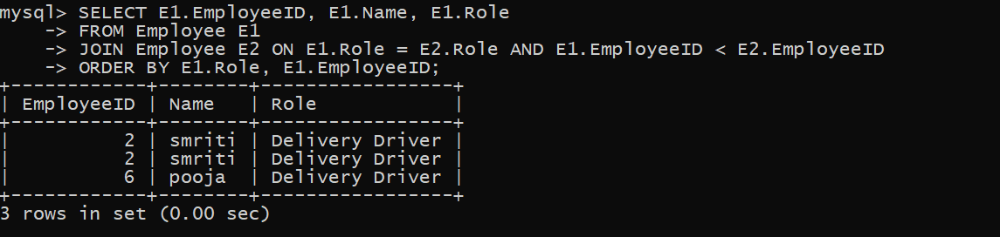 mysql> SELECT E1.EmployeeID, E1.Name, E1.Role
    -> FROM Employee E1
    -> JOIN Employee E2 ON E1.Role = E2.Role AND E1.EmployeeID < E2.EmployeeID
    -> ORDER BY E1.Role, E1.EmployeeID;
+------------+--------+-----------------+
| EmployeeID | Name   | Role            |
+------------+--------+-----------------+
|          2 | smriti | Delivery Driver |
|          2 | smriti | Delivery Driver |
|          6 | pooja  | Delivery Driver |
+------------+--------+-----------------+
3 rows in set (0.00 sec)